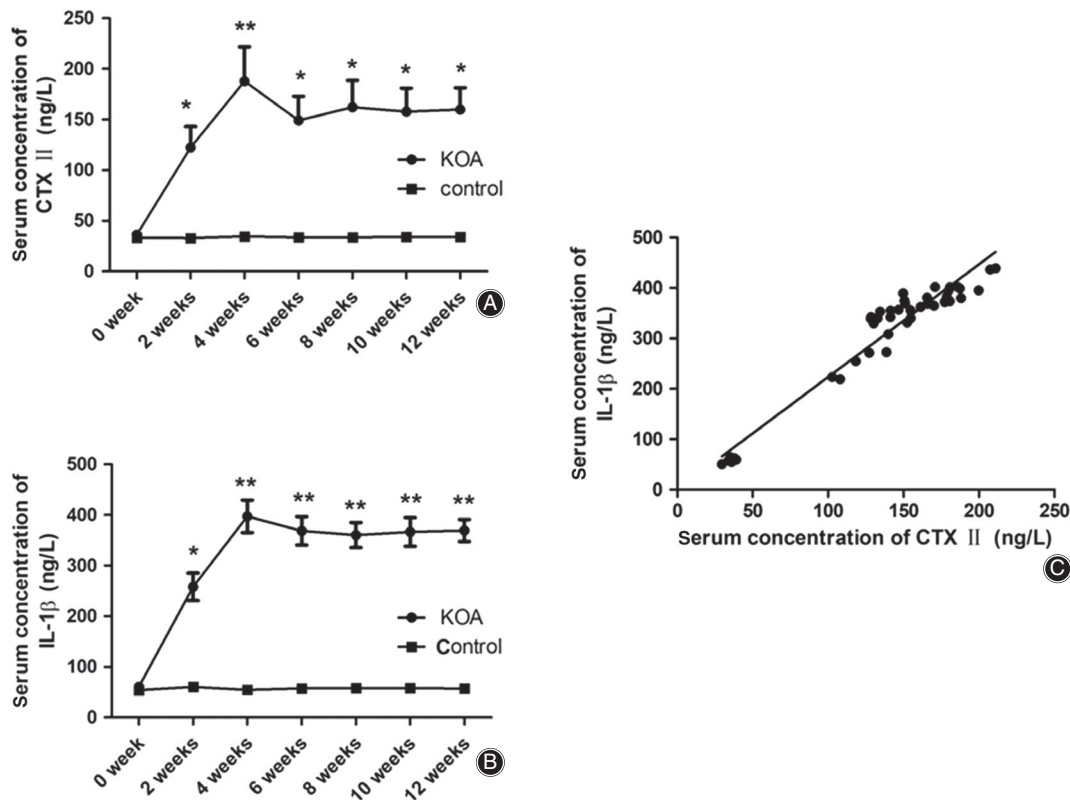 Serum concentration of
CTX Ⅱ (ng/L)
250
200
150
100
50
0
*
**
*
*
*
*
KOA
control
0 week
2 weeks
4 weeks
6 weeks
8 weeks
10 weeks
12 weeks
A
Serum concentration of
IL-1β (ng/L)
500
400
300
200
100
0
*
**
**
**
**
**
KOA
Control
0 week
2 weeks
4 weeks
6 weeks
8 weeks
10 weeks
12 weeks
B
Serum concentration of
IL-1β (ng/L)
500
400
300
200
100
0
0 50 100 150 200 250
Serum concentration of CTX Ⅱ (ng/L)
C